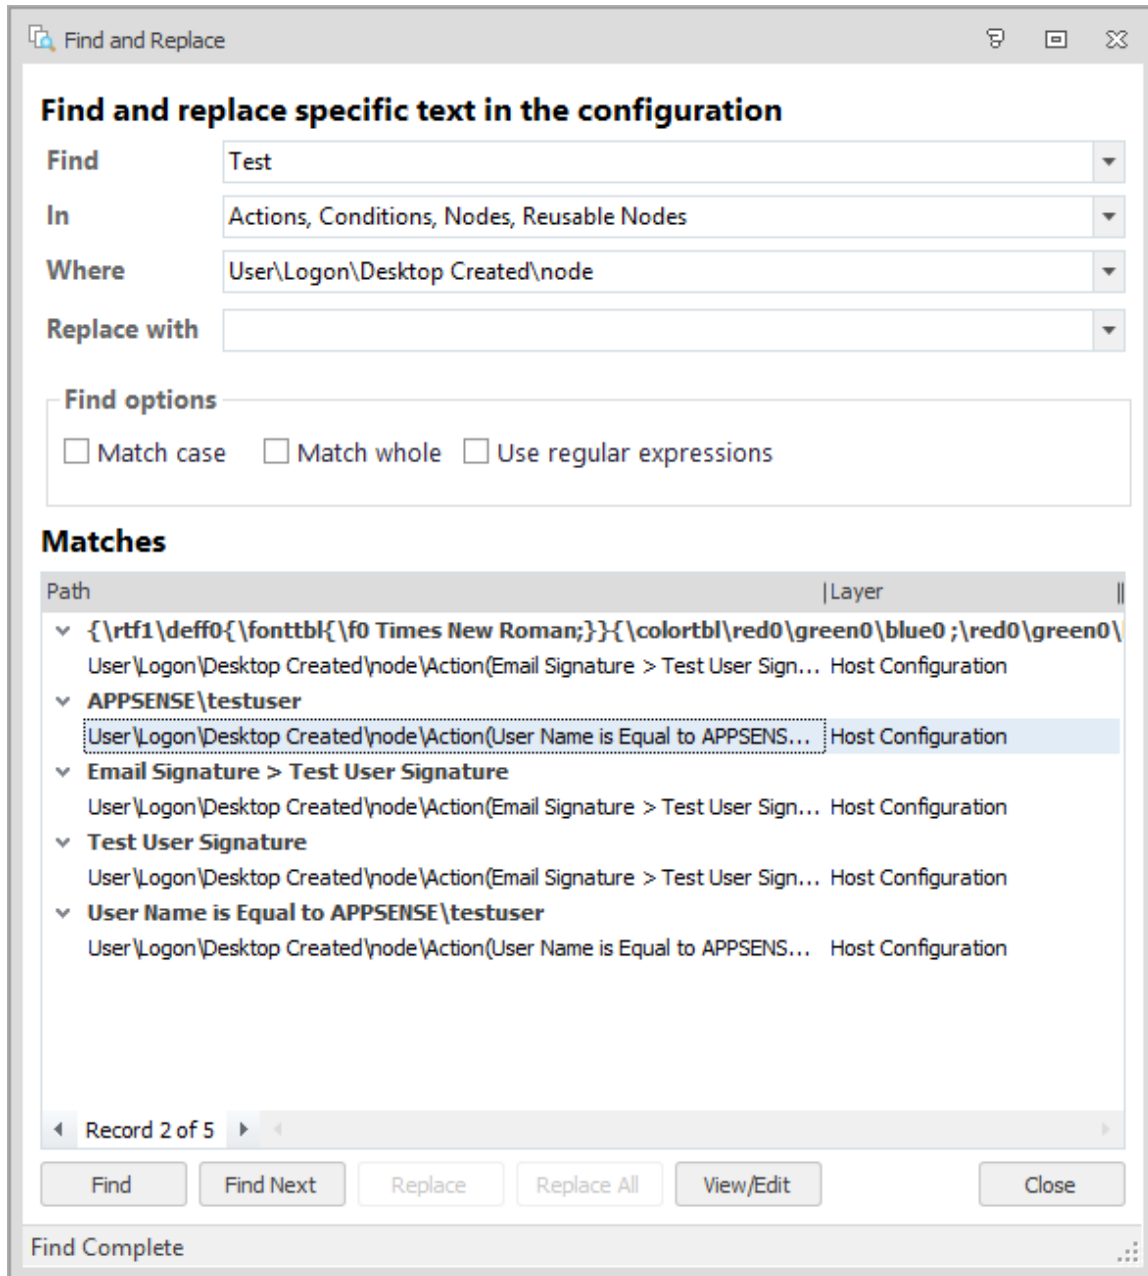 Find and Replace
Find and replace specific text in the configuration
Find Test
In Actions, Conditions, Nodes, Reusable Nodes
Where User\Logon\Desktop Created\node
Replace with
Find options
Match case Match whole Use regular expressions
Matches
Path Layer
{\rtf1\deff0{\fonttbl{\f0 Times New Roman;}}{\colortbl\red0\green0\blue0 ;\red0\green0\
User\Logon\Desktop Created\node\Action(Email Signature > Test User Sign... Host Configuration
APPSENSE\testuser
User\Logon\Desktop Created\node\Action(User Name is Equal to APPSENS... Host Configuration
Email Signature > Test User Signature
User\Logon\Desktop Created\node\Action(Email Signature > Test User Sign... Host Configuration
Test User Signature
User\Logon\Desktop Created\node\Action(Email Signature > Test User Sign... Host Configuration
User Name is Equal to APPSENSE\testuser
User\Logon\Desktop Created\node\Action(User Name is Equal to APPSENS... Host Configuration
Record 2 of 5
Find Find Next Replace Replace All View/Edit Close
Find Complete